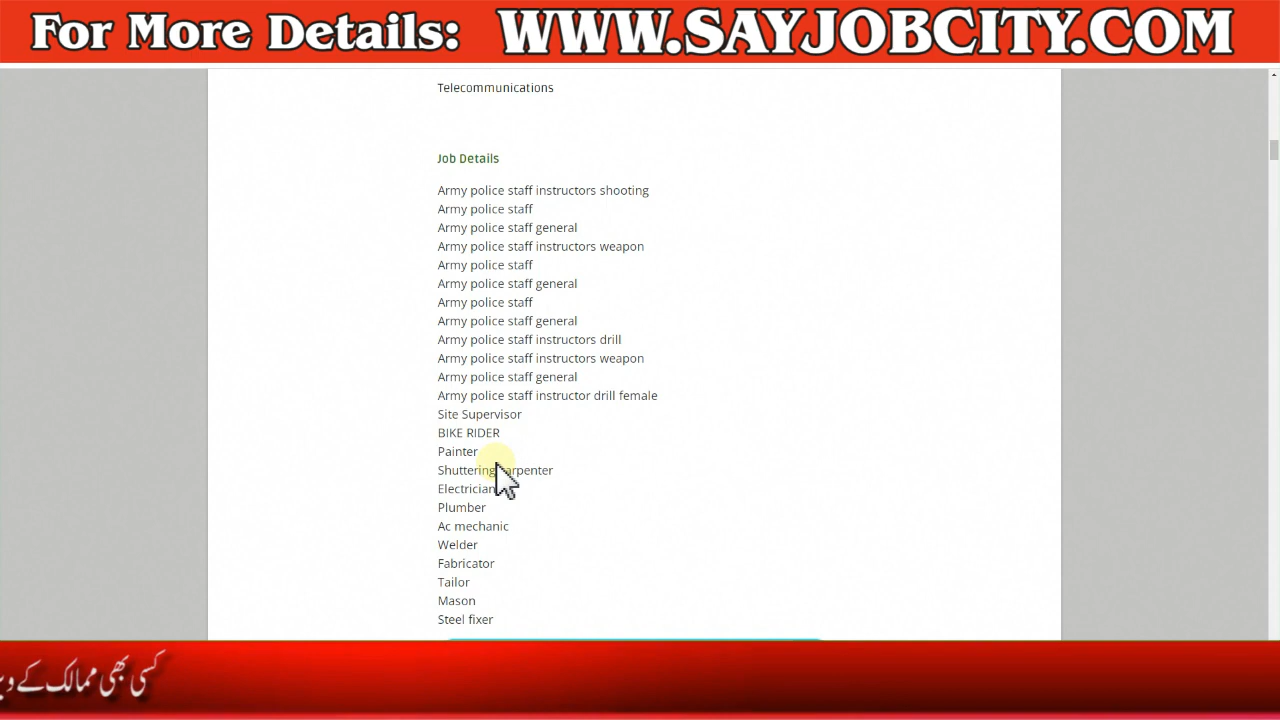 For More Details: WWW.SAYJOBCITY.COM
Telecommunications
Job Details
Army police staff instructors shooting
Army police staff
Army police staff general
Army police staff instructors weapon
Army police staff
Army police staff general
Army police staff
Army police staff general
Army police staff instructors drill
Army police staff instructors weapon
Army police staff general
Army police staff instructor drill female
Site Supervisor
BIKE RIDER
Painter
Shuttering carpenter
Electrician
Plumber
Ac mechanic
Welder
Fabricator
Tailor
Mason
Steel fixer
کسی بھی ممالک کے